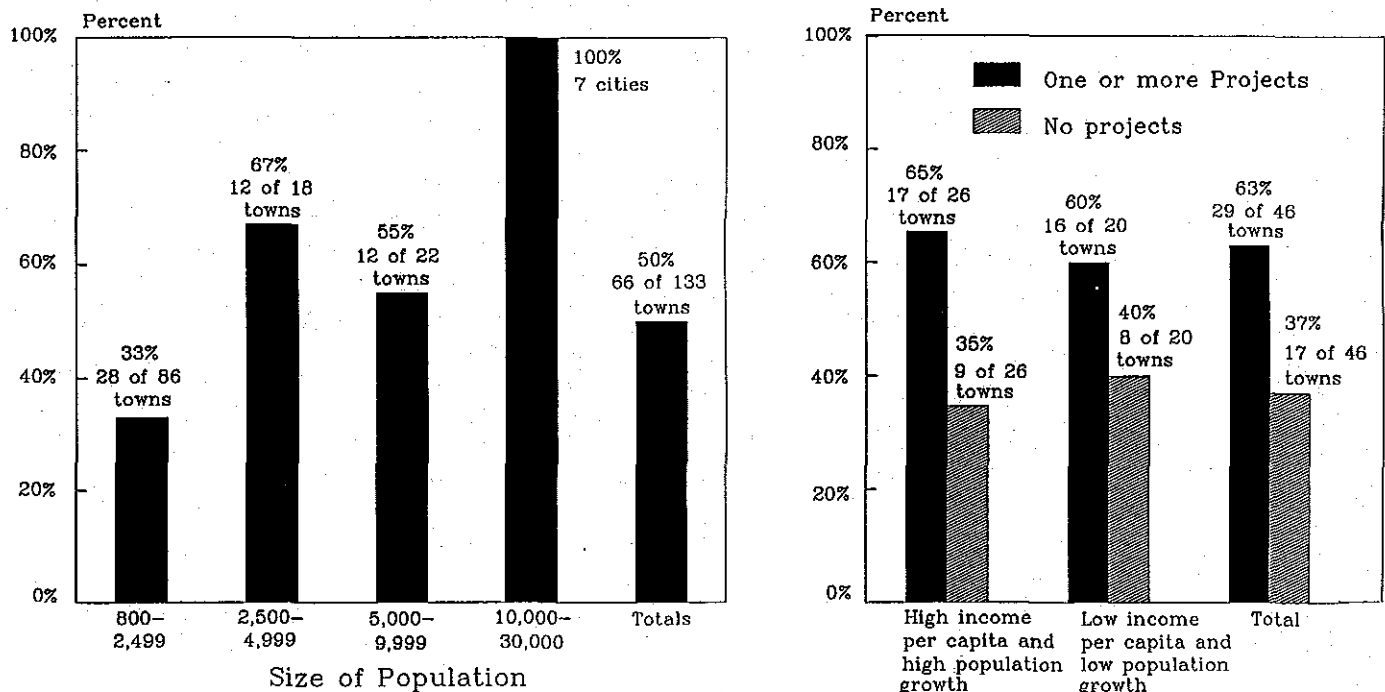 Percent
100%
80%
60%
40%
20%
0%
33%
28 of 86
towns
67%
12 of 18
towns
55%
12 of 22
towns
100%
7 cities
50%
66 of 133
towns
800–
2,499
2,500–
4,999
5,000–
9,999
10,000–
30,000
Totals
Size of Population
Percent
100%
80%
60%
40%
20%
0%
One or more Projects
No projects
65%
17 of 26
towns
35%
9 of 26
towns
60%
16 of 20
towns
40%
8 of 20
towns
63%
29 of 46
towns
37%
17 of 46
towns
High income
per capita and
high population
growth
Low income
per capita and
low population
growth
Total